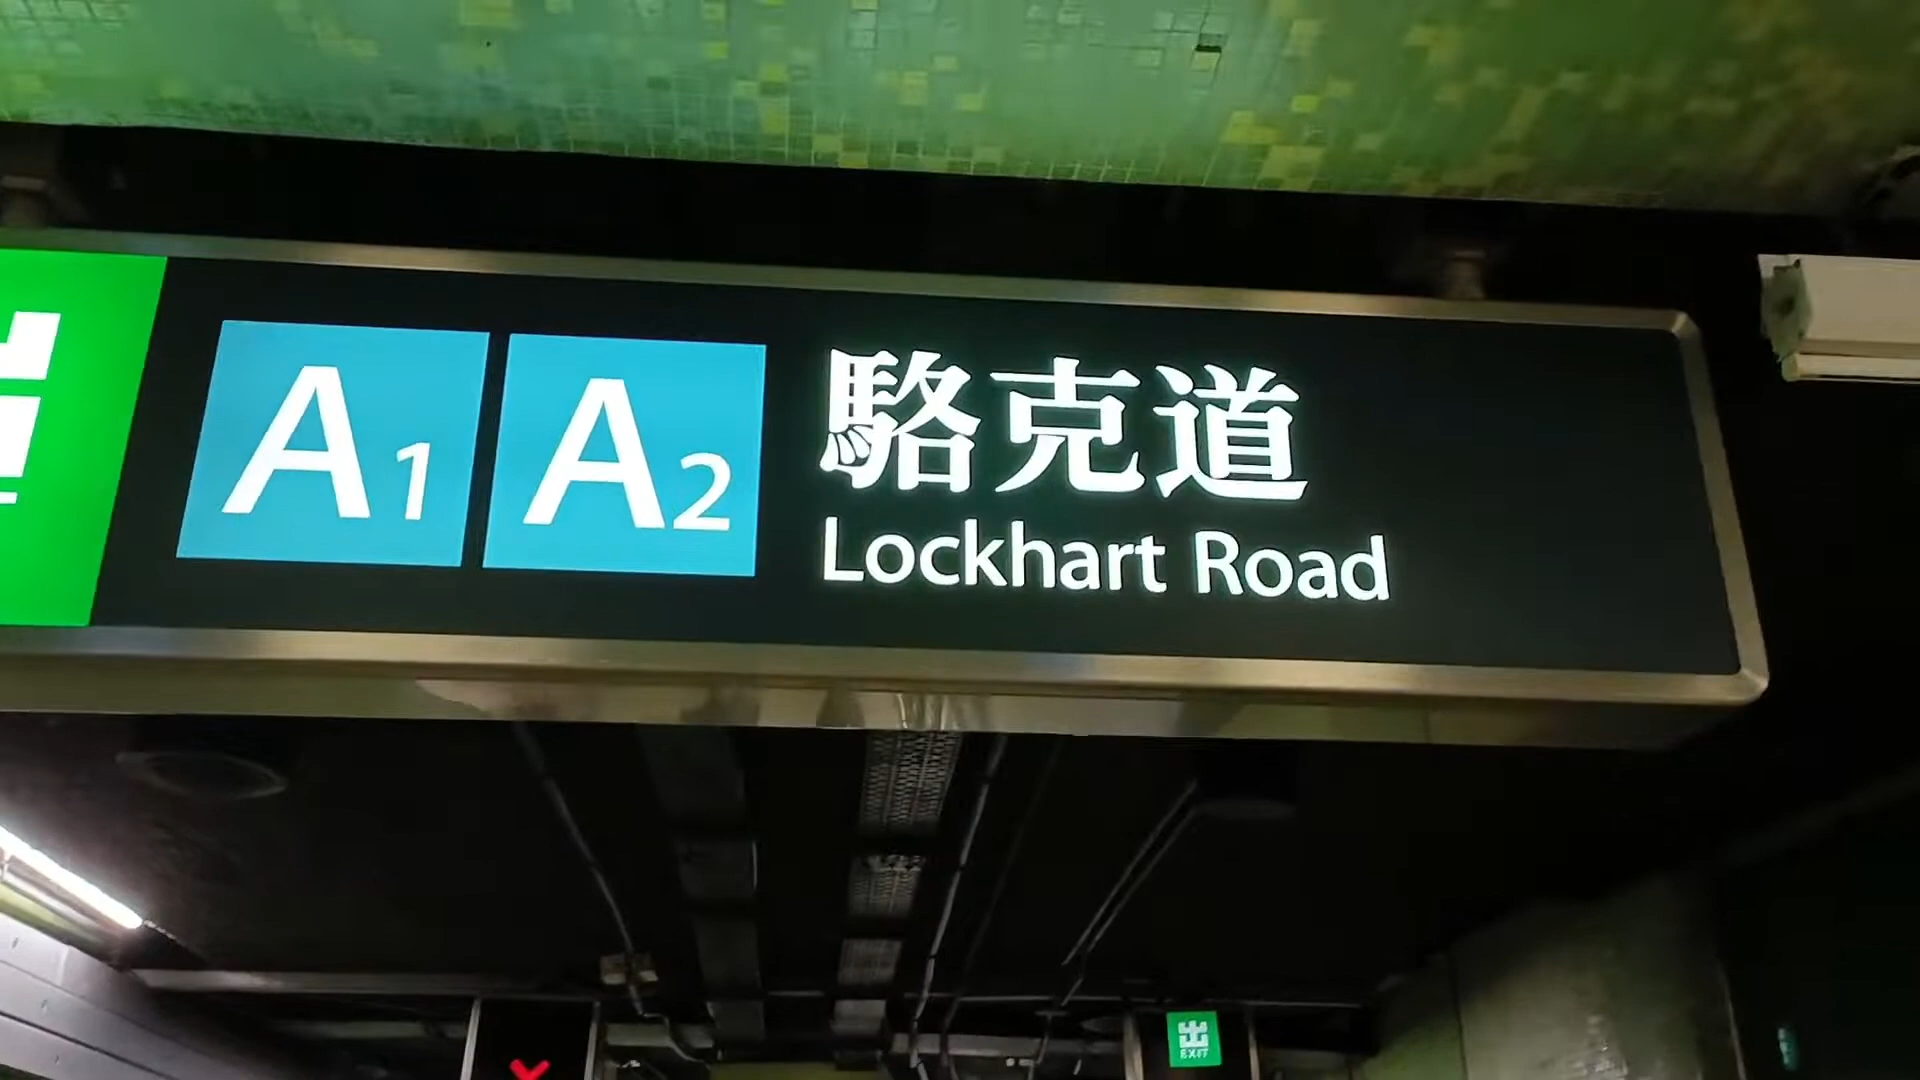 A1 A2 駱克道
Lockhart Road
出
EXIT